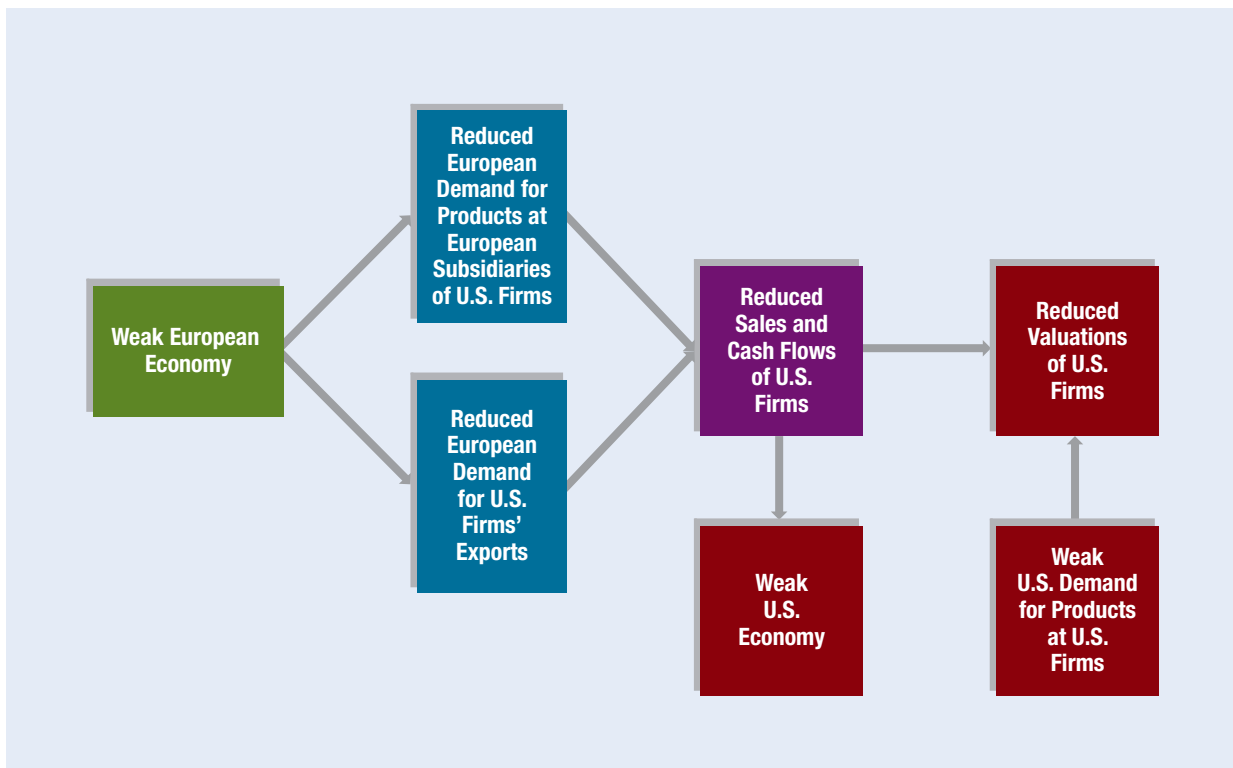 Weak European
Economy
Reduced
European
Demand for
Products at
European
Subsidiaries
of U.S. Firms
Reduced
European
Demand
for U.S.
Firms’
Exports
Reduced
Sales and
Cash Flows
of U.S.
Firms
Reduced
Valuations
of U.S.
Firms
Weak
U.S.
Economy
Weak
U.S. Demand
for Products
at U.S.
Firms